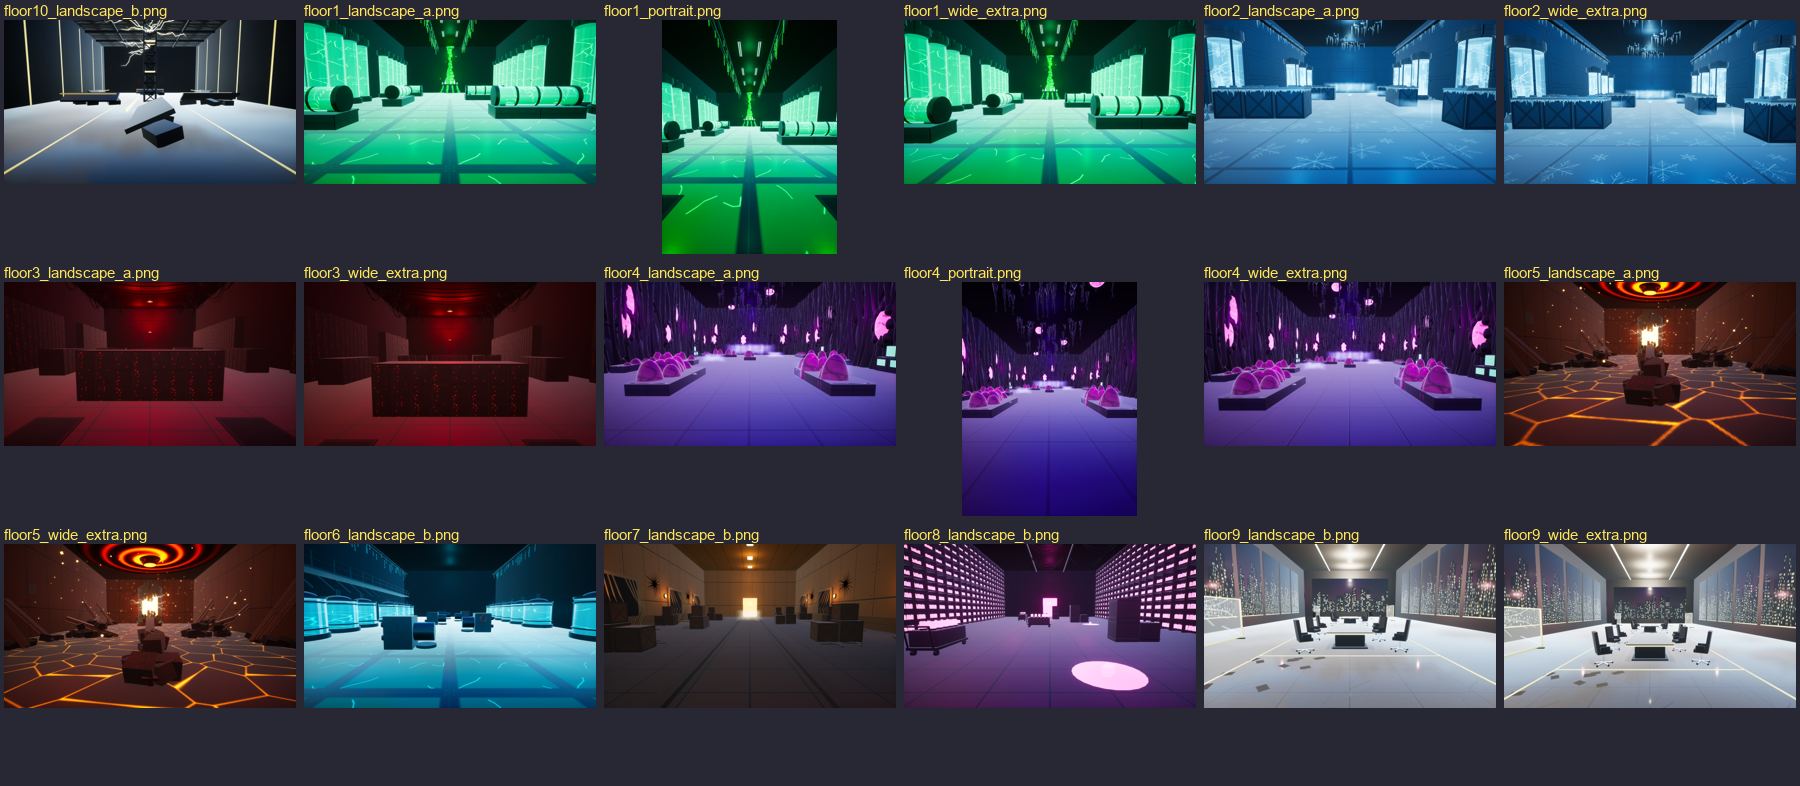 floor10_landscape_b.png
floor1_landscape_a.png
floor1_portrait.png
floor1_wide_extra.png
floor2_landscape_a.png
floor2_wide_extra.png
floor3_landscape_a.png
floor3_wide_extra.png
floor4_landscape_a.png
floor4_portrait.png
floor4_wide_extra.png
floor5_landscape_a.png
floor5_wide_extra.png
floor6_landscape_b.png
floor7_landscape_b.png
floor8_landscape_b.png
floor9_landscape_b.png
floor9_wide_extra.png